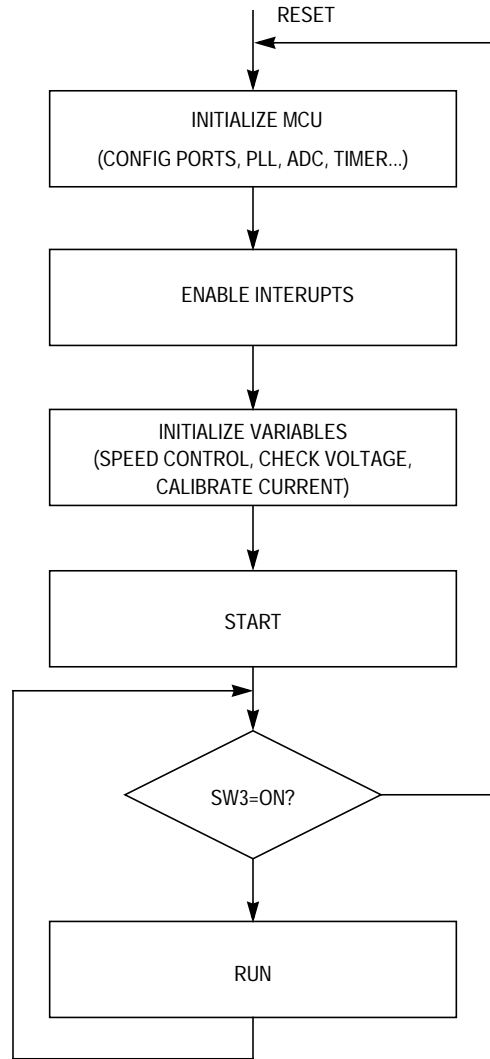 RESET
INITIALIZE MCU
(CONFIG PORTS, PLL, ADC, TIMER...)
ENABLE INTERUPTS
INITIALIZE VARIABLES
(SPEED CONTROL, CHECK VOLTAGE,
CALIBRATE CURRENT)
START
SW3=ON?
RUN